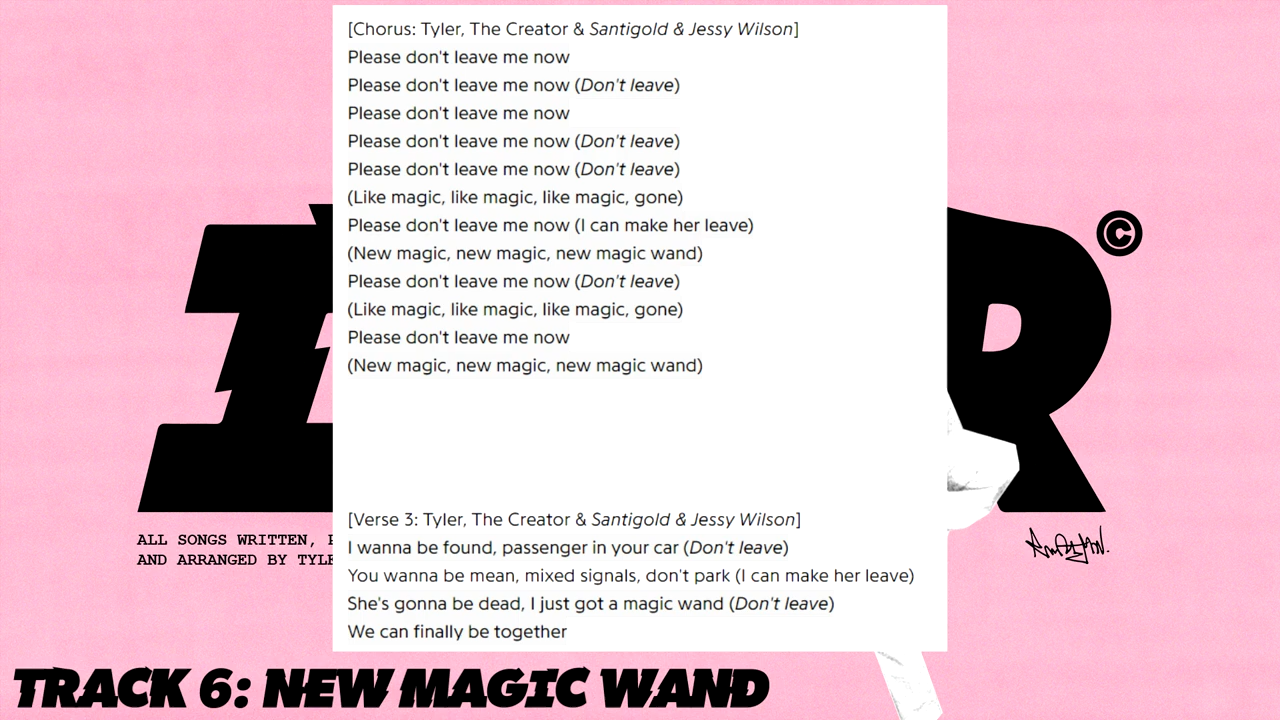 [Chorus: Tyler, The Creator & Santigold & Jessy Wilson]
Please don't leave me now
Please don't leave me now (Don't leave)
Please don't leave me now
Please don't leave me now (Don't leave)
Please don't leave me now (Don't leave)
(Like magic, like magic, like magic, gone)
Please don't leave me now (I can make her leave)
(New magic, new magic, new magic wand)
Please don't leave me now (Don't leave)
(Like magic, like magic, like magic, gone)
Please don't leave me now
(New magic, new magic, new magic wand)
R ©
[Verse 3: Tyler, The Creator & Santigold & Jessy Wilson]
I wanna be found, passenger in your car (Don't leave)
You wanna be mean, mixed signals, don't park (I can make her leave)
She's gonna be dead, I just got a magic wand (Don't leave)
We can finally be together
ALL SONGS WRITTEN,
AND ARRANGED BY
TRACK 6: NEW MAGIC WAND